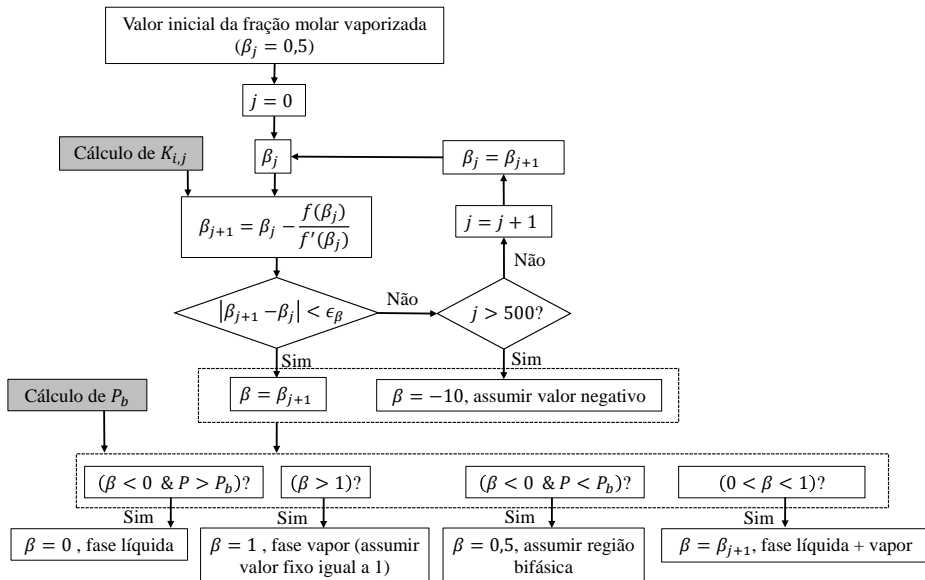 Valor inicial da fração molar vaporizada
(β_j = 0,5)
j = 0
Cálculo de K_{i,j}
β_j
β_j = β_{j+1}
β_{j+1} = β_j − f(β_j)/f′(β_j)
j = j + 1
Não
|β_{j+1} − β_j| < ϵ_β
Não
j > 500?
Sim
Sim
Cálculo de P_b
β = β_{j+1}
β = −10, assumir valor negativo
(β < 0 & P > P_b)?
(β > 1)?
(β < 0 & P < P_b)?
(0 < β < 1)?
Sim
Sim
Sim
Sim
β = 0 , fase líquida
β = 1 , fase vapor (assumir
valor fixo igual a 1)
β = 0,5, assumir região
bifásica
β = β_{j+1}, fase líquida + vapor